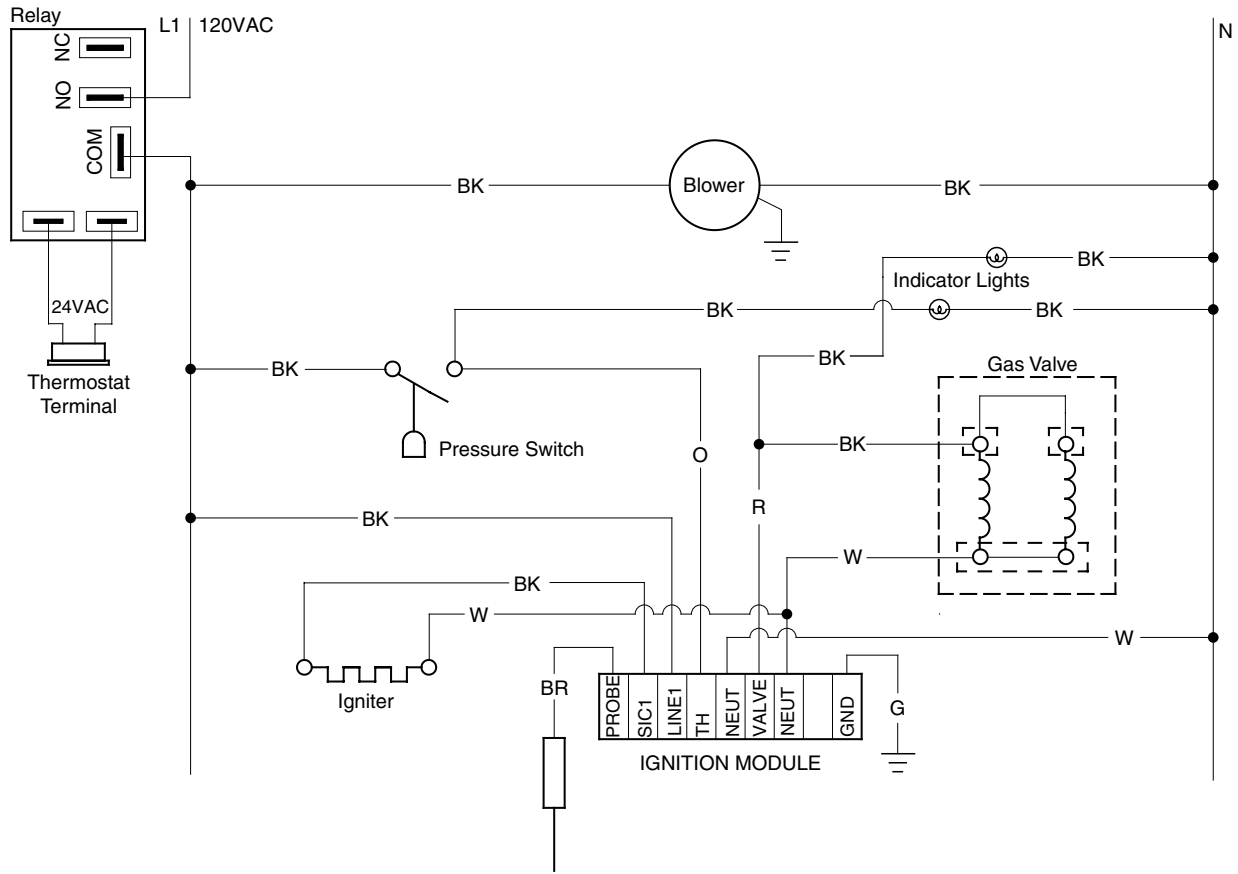 Relay
L1
120VAC
N
NC
NO
COM
BK
Blower
BK
BK
Indicator Lights
24VAC
BK
BK
BK
Thermostat
Terminal
BK
Gas Valve
Pressure Switch
O
BK
R
BK
W
BK
W
W
Igniter
BR
PROBE
SIC1
LINE1
TH
NEUT
VALVE
NEUT
GND
G
IGNITION MODULE